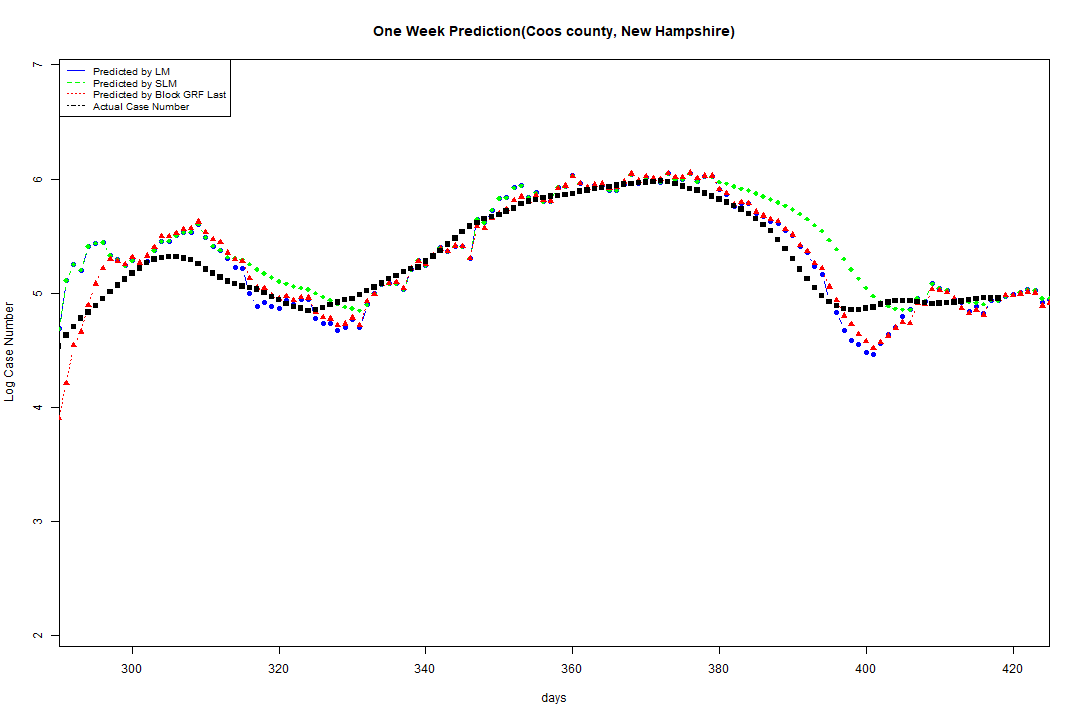 One Week Prediction(Coos county, New Hampshire)
Predicted by LM
Predicted by SLM
Predicted by Block GRF Last
Actual Case Number
7
6
5
4
3
2
Log Case Number
300 320 340 360 380 400 420
days